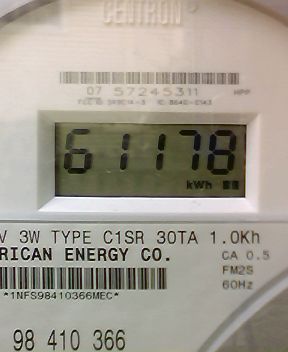 CENTRON®
07 57245311 HPP
61178
kWh
V 3W TYPE C1SR 30TA 1.0Kh
RICAN ENERGY CO. CA 0.5
FM2S
60Hz
*1NFS98410366MEC*
98 410 366